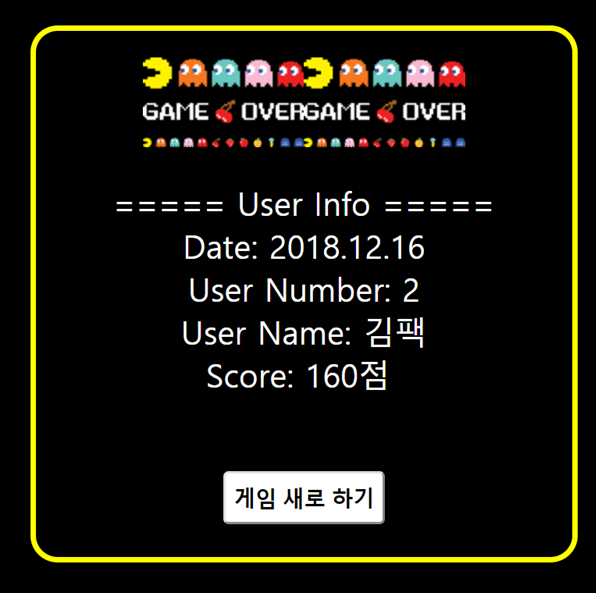 GAME OVERGAME OVER
===== User Info =====
Date: 2018.12.16
User Number: 2
User Name: 김팩
Score: 160점
게임 새로 하기